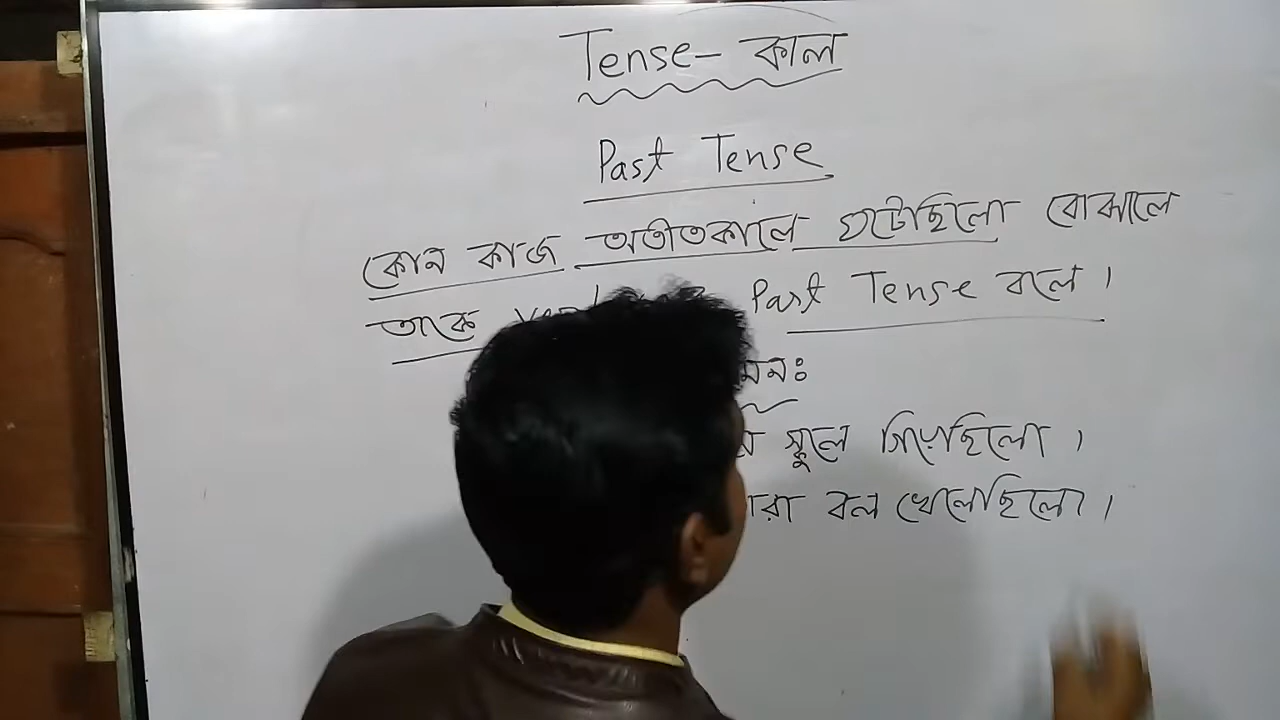 Tense- কাল
Past Tense
কোন কাজ অতীতকালে ঘটেছিলো বোঝালে
তাকে Past Tense বলে।
স্কুলে গিয়েছিলো।
বল খেলেছিলো।